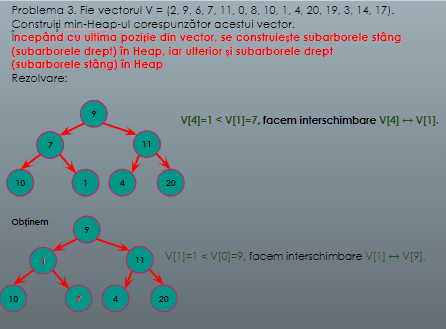 Problema 3. Fie vectorul V = (2, 9, 6, 7, 11, 0, 8, 10, 1, 4, 20, 19, 3, 14, 17).
Construiți min-Heap-ul corespunzător acestui vector.
Începând cu ultima poziție din vector, se construiește subarborele stâng
(subarborele drept) în Heap, iar ulterior și subarborele drept
(subarborele stâng) în Heap
Rezolvare:
9
V[4]=1 < V[1]=7, facem interschimbare V[4] ↔ V[1].
7 11
10 1 4 20
Obținem
9
V[1]=1 < V[0]=9, facem interschimbare V[1] ↔ V[9].
1 11
10 7 4 20